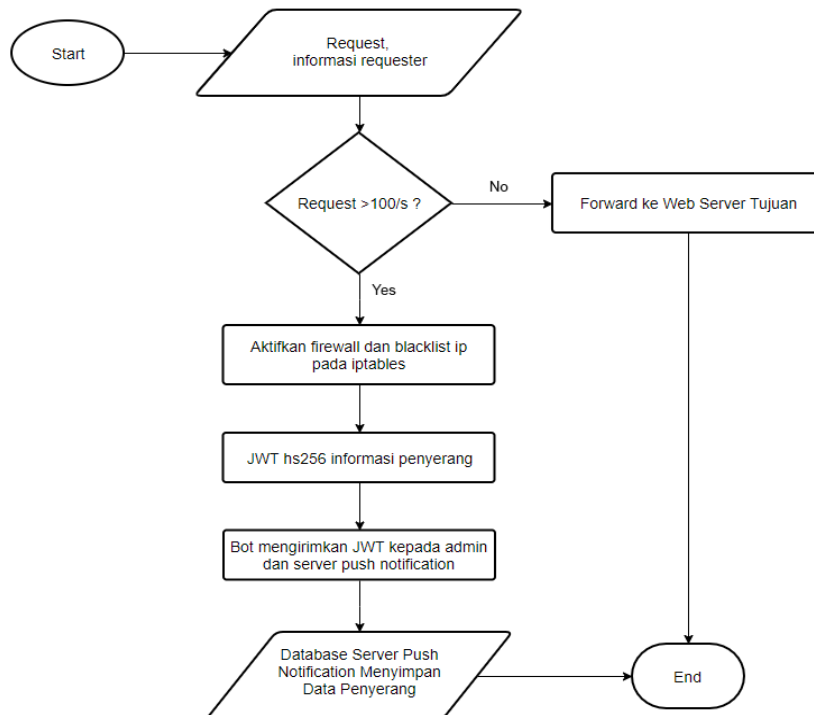 Start
Request,
informasi requester
Request >100/s ?
No
Forward ke Web Server Tujuan
Yes
Aktifkan firewall dan blacklist ip
pada iptables
JWT hs256 informasi penyerang
Bot mengirimkan JWT kepada admin
dan server push notification
Database Server Push
Notification Menyimpan
Data Penyerang
End